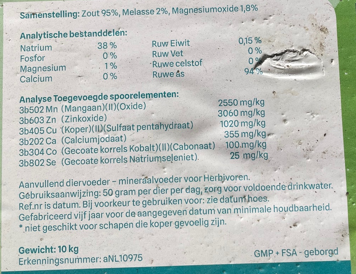 Samenstelling: Zout 95%, Melasse 2%, Magnesiumoxide 1,8%
Analytische bestanddelen:
Natrium 38 % Ruw Eiwit 0,15 %
Fosfor 0 % Ruw Vet 0 %
Magnesium 1 % Ruwe celstof 0
Calcium 0 % Ruwe as 94 %
Analyse Toegevoegde spoorelementen:
3b502 Mn (Mangaan)(II)(Oxide) 2550 mg/kg
3b603 Zn (Zinkoxide) 3060 mg/kg
3b405 Cu (Koper)(II)(Sulfaat pentahydraat) 1020 mg/kg
3b202 Ca (Calciumjodaat) 355 mg/kg
3b304 Co (Gecoate korrels Kobalt)(II)(Cabonaat) 100 mg/kg
3b802 Se (Gecoate korrels Natriumseleniet) 25 mg/kg
Aanvullend diervoeder – mineraalvoeder voor Herbivoren.
Gebruiksaanwijzing: 50 gram per dier per dag, zorg voor voldoende drinkwater.
Ref.nr is datum. Bij voorkeur te gebruiken voor: zie datum hoes.
Gefabriceerd vijf jaar voor de aangegeven datum van minimale houdbaarheid.
* niet geschikt voor schapen die koper gevoelig zijn.
Gewicht: 10 kg
Erkenningsnummer: aNL10975 GMP + FSA - geborgd